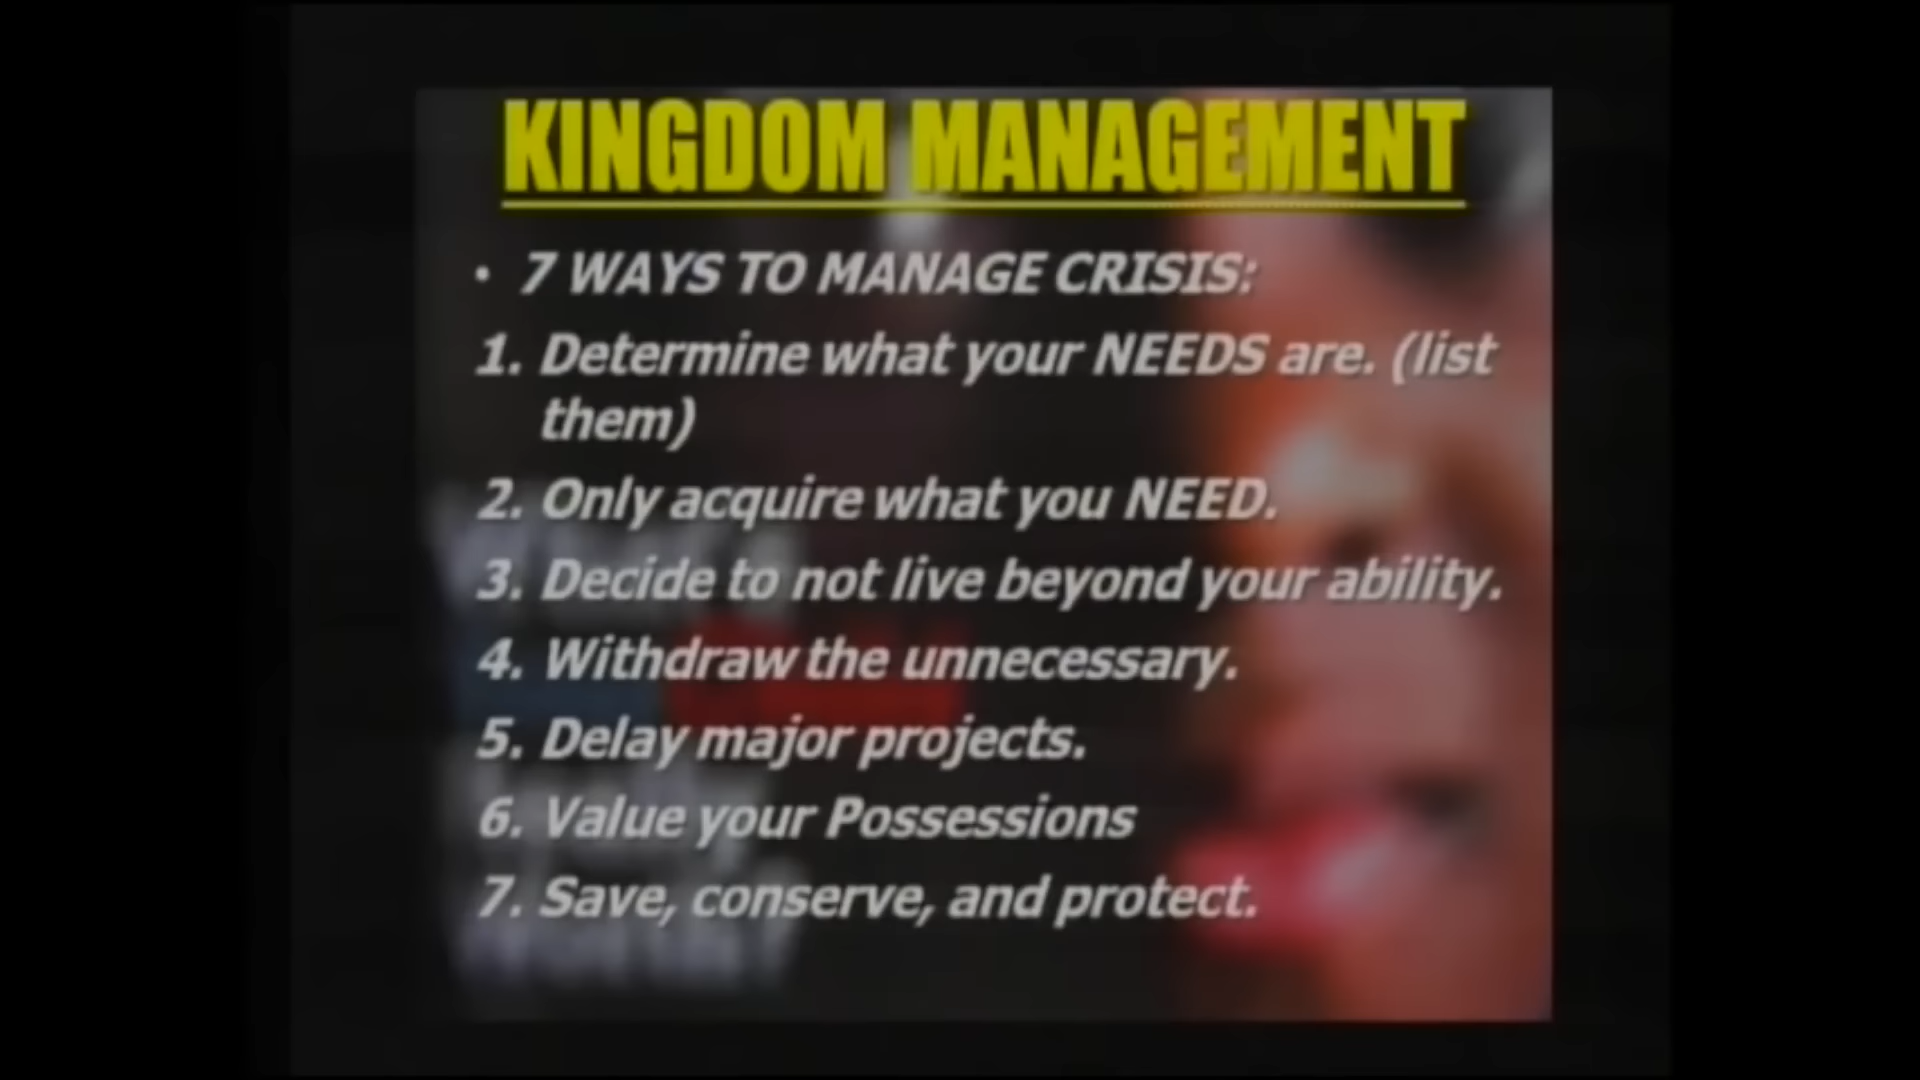 KINGDOM MANAGEMENT
• 7 WAYS TO MANAGE CRISIS:
1. Determine what your NEEDS are. (list
them)
2. Only acquire what you NEED.
3. Decide to not live beyond your ability.
4. Withdraw the unnecessary.
5. Delay major projects.
6. Value your Possessions
7. Save, conserve, and protect.